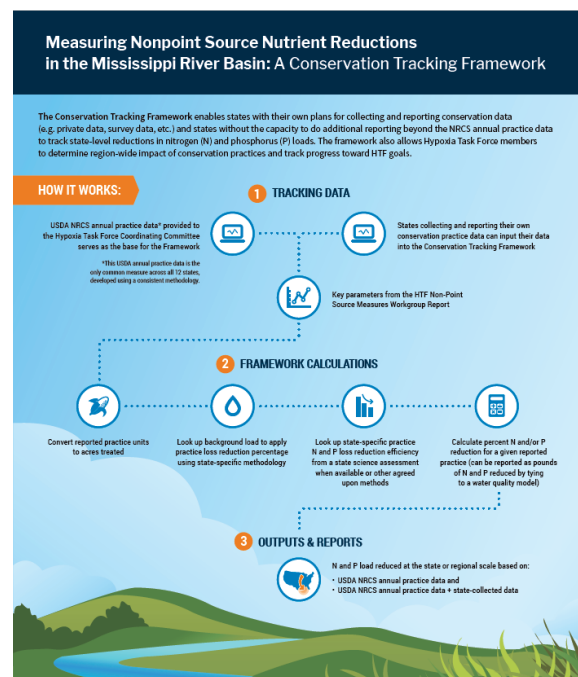 Measuring Nonpoint Source Nutrient Reductions
in the Mississippi River Basin: A Conservation Tracking Framework
The Conservation Tracking Framework enables states with their own plans for collecting and reporting conservation data
(e.g. private data, survey data, etc.) and states without the capacity to do additional reporting beyond the NRCS annual practice data
to track state-level reductions in nitrogen (N) and phosphorus (P) loads. The framework also allows Hypoxia Task Force members
to determine region-wide impact of conservation practices and track progress toward HTF goals.
HOW IT WORKS:
1 TRACKING DATA
USDA NRCS annual practice data* provided to
the Hypoxia Task Force Coordinating Committee
serves as the base for the Framework
*This USDA annual practice data is the
only common measure across all 12 states,
developed using a consistent methodology.
States collecting and reporting their own
conservation practice data can input their data
into the Conservation Tracking Framework
Key parameters from the HTF Non-Point
Source Measures Workgroup Report
2 FRAMEWORK CALCULATIONS
Convert reported practice units
to acres treated
Look up background load to apply
practice loss reduction percentage
using state-specific methodology
Look up state-specific practice
N and P loss reduction efficiency
from a state science assessment
when available or other agreed
upon methods
Calculate percent N and/or P
reduction for a given reported
practice (can be reported as pounds
of N and P reduced by tying
to a water quality model)
3 OUTPUTS & REPORTS
N and P load reduced at the state or regional scale based on:
• USDA NRCS annual practice data and
• USDA NRCS annual practice data + state-collected data